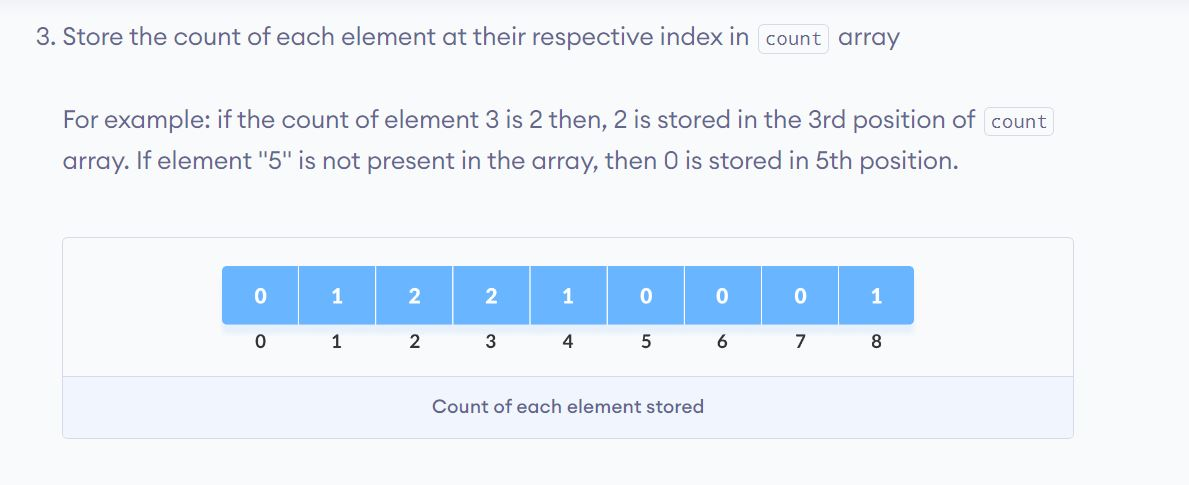 3. Store the count of each element at their respective index in count array
For example: if the count of element 3 is 2 then, 2 is stored in the 3rd position of count
array. If element "5" is not present in the array, then 0 is stored in 5th position.
0 1 2 2 1 0 0 0 1
0 1 2 3 4 5 6 7 8
Count of each element stored